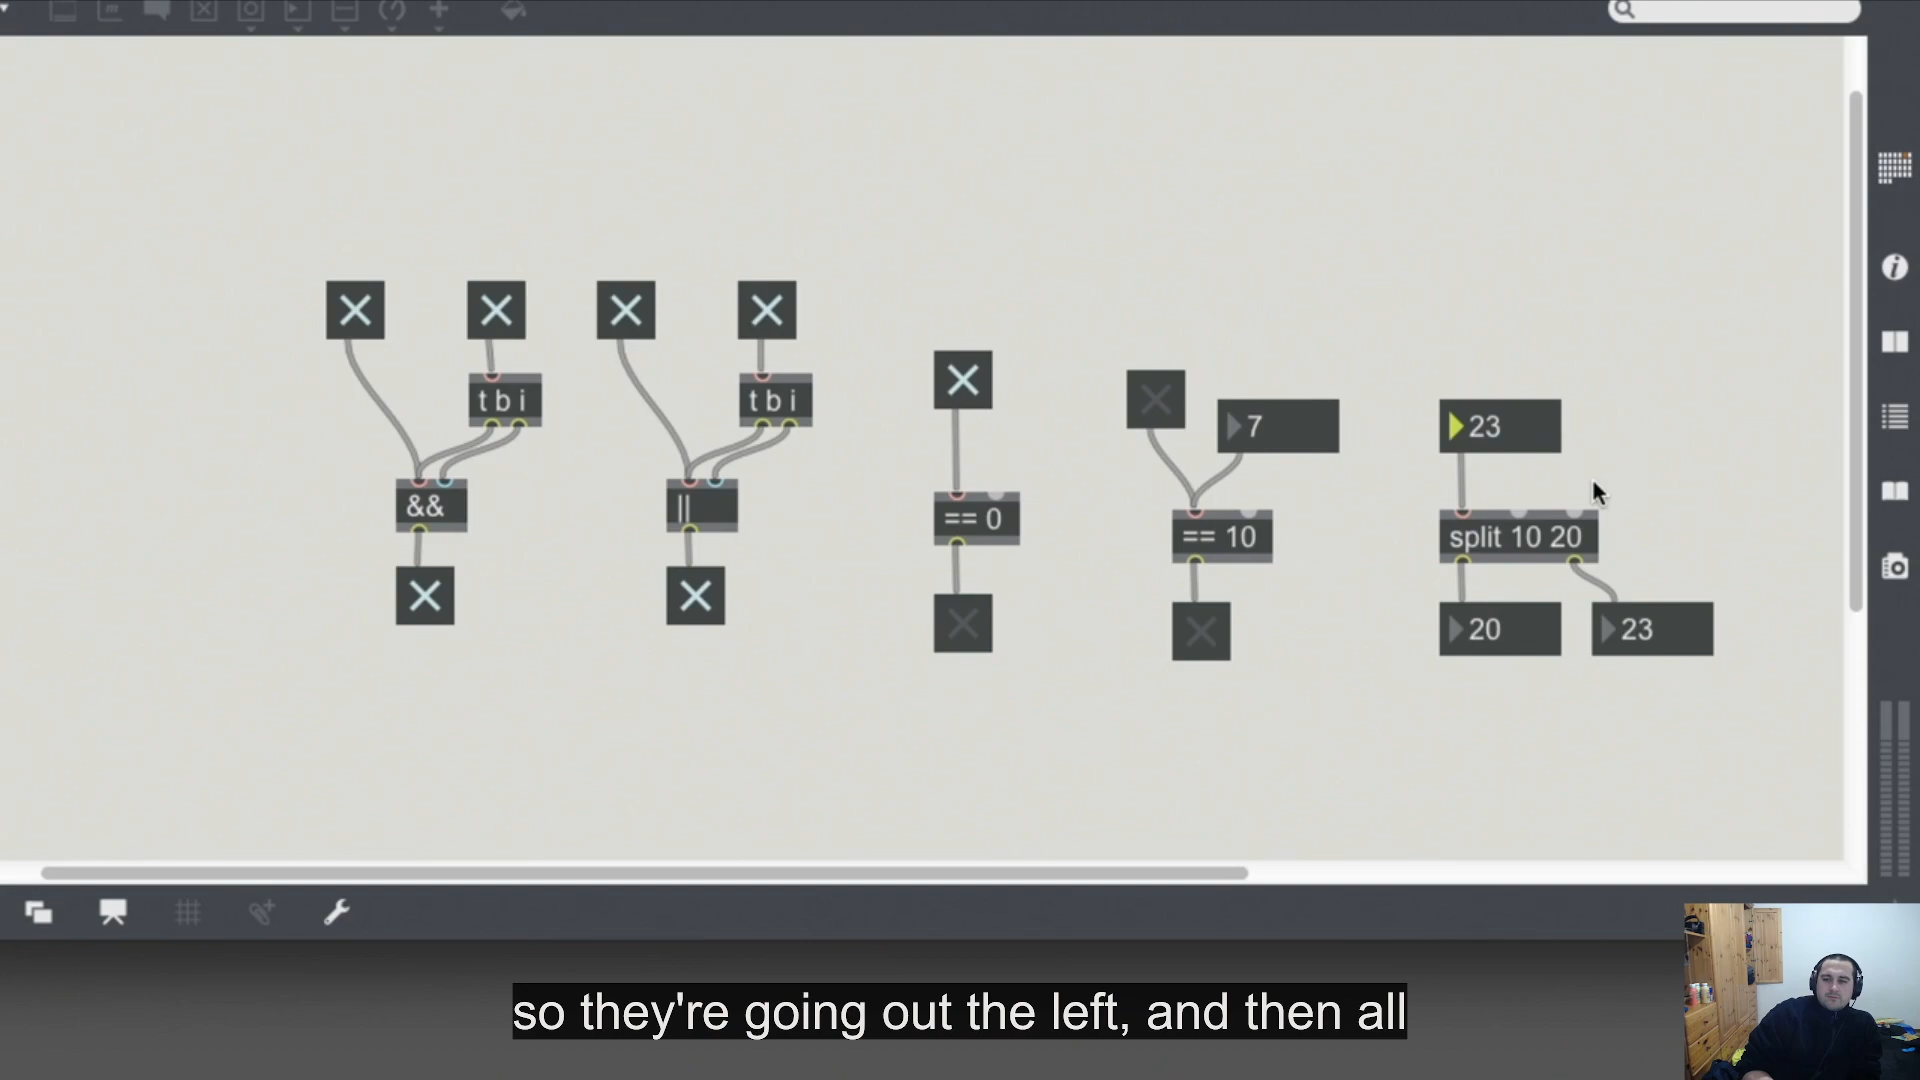 t b i
t b i
7
23
&&
||
== 0
== 10
split 10 20
20
23
so they're going out the left, and then all